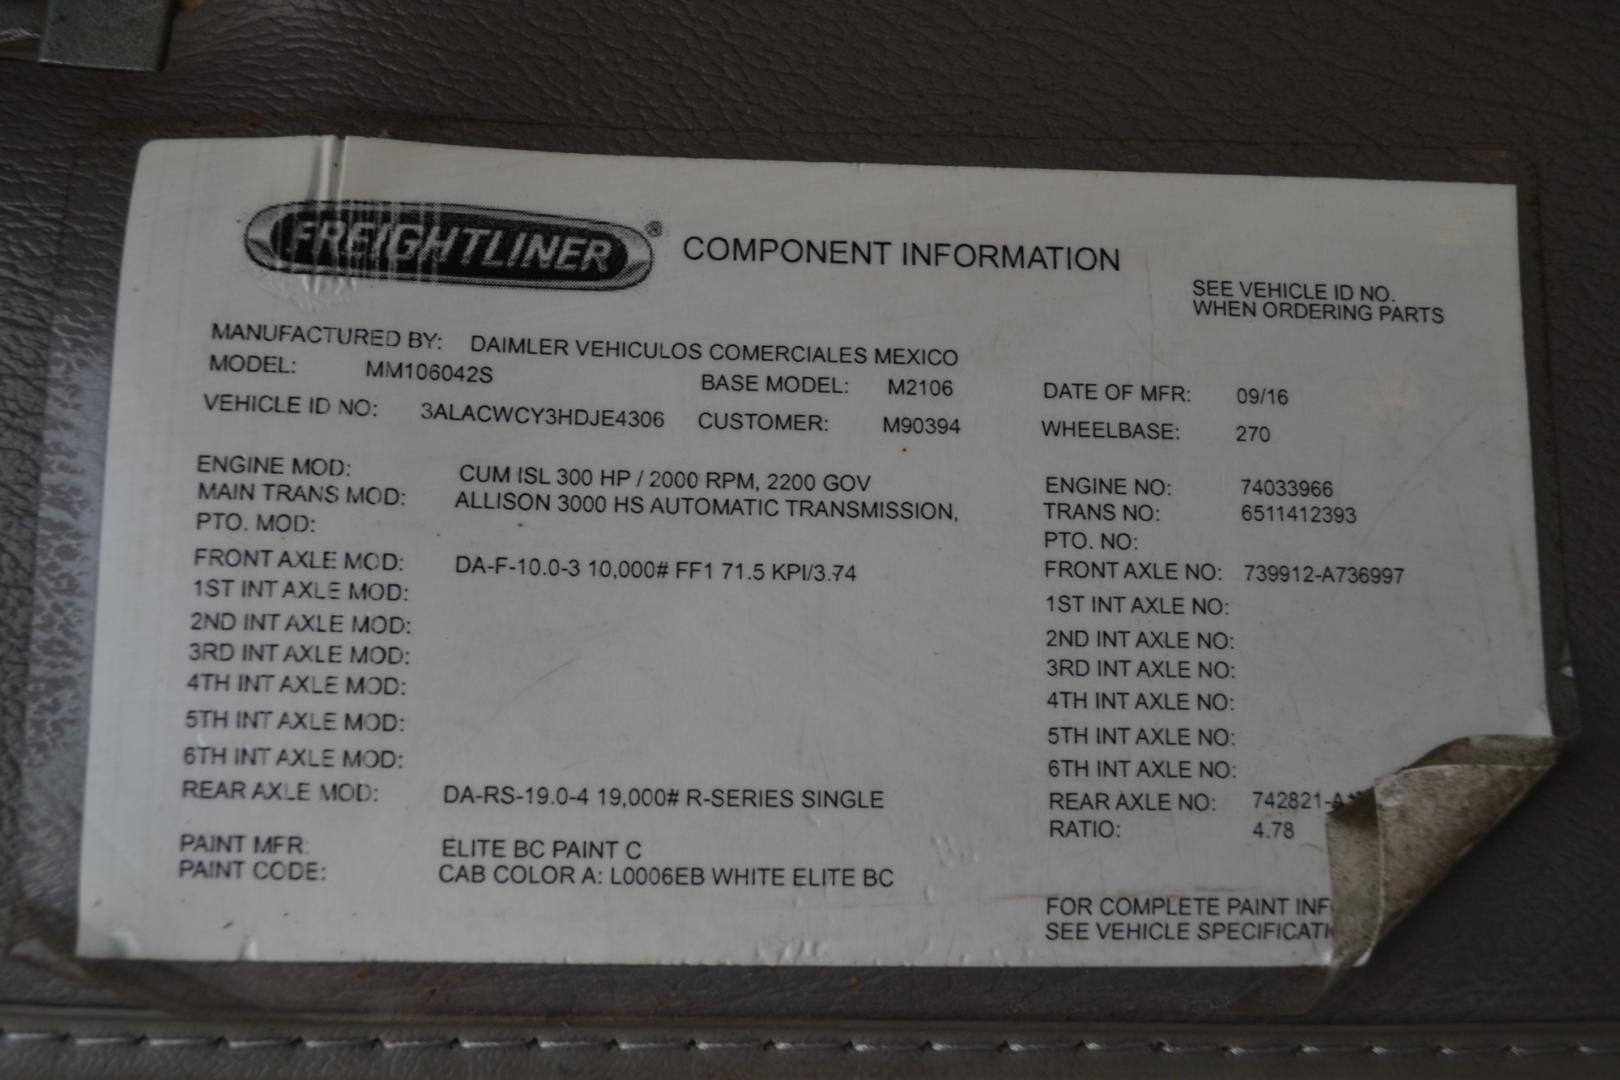 FREIGHTLINER® COMPONENT INFORMATION
SEE VEHICLE ID NO.
WHEN ORDERING PARTS
MANUFACTURED BY: DAIMLER VEHICULOS COMERCIALES MEXICO
MODEL: MM106042S BASE MODEL: M2106 DATE OF MFR: 09/16
VEHICLE ID NO: 3ALACWCY3HDJE4306 CUSTOMER: M90394 WHEELBASE: 270
ENGINE MOD: CUM ISL 300 HP / 2000 RPM, 2200 GOV ENGINE NO: 74033966
MAIN TRANS MOD: ALLISON 3000 HS AUTOMATIC TRANSMISSION, TRANS NO: 6511412393
PTO. MOD: PTO. NO:
FRONT AXLE MOD: DA-F-10.0-3 10,000# FF1 71.5 KPI/3.74 FRONT AXLE NO: 739912-A736997
1ST INT AXLE MOD: 1ST INT AXLE NO:
2ND INT AXLE MOD: 2ND INT AXLE NO:
3RD INT AXLE MOD: 3RD INT AXLE NO:
4TH INT AXLE MOD: 4TH INT AXLE NO:
5TH INT AXLE MOD: 5TH INT AXLE NO:
6TH INT AXLE MOD: 6TH INT AXLE NO:
REAR AXLE MOD: DA-RS-19.0-4 19,000# R-SERIES SINGLE REAR AXLE NO: 742821-A
RATIO: 4.78
PAINT MFR: ELITE BC PAINT C
PAINT CODE: CAB COLOR A: L0006EB WHITE ELITE BC
FOR COMPLETE PAINT INF
SEE VEHICLE SPECIFICATI